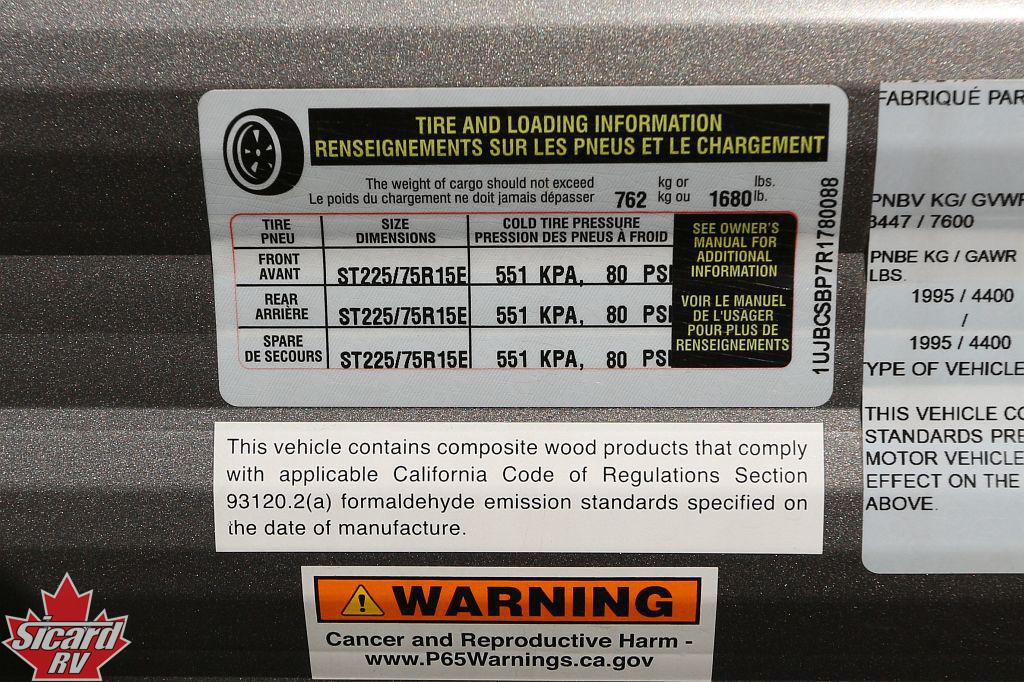 TIRE AND LOADING INFORMATION
RENSEIGNEMENTS SUR LES PNEUS ET LE CHARGEMENT
The weight of cargo should not exceed
Le poids du chargement ne doit jamais dépasser
762 kg or
kg ou
1680 lbs.
lb.
TIRE
PNEU
SIZE
DIMENSIONS
COLD TIRE PRESSURE
PRESSION DES PNEUS À FROID
FRONT
AVANT
ST225/75R15E
551 KPA, 80 PSI
REAR
ARRIÈRE
ST225/75R15E
551 KPA, 80 PSI
SPARE
DE SECOURS
ST225/75R15E
551 KPA, 80 PSI
SEE OWNER'S
MANUAL FOR
ADDITIONAL
INFORMATION
VOIR LE MANUEL
DE L'USAGER
POUR PLUS DE
RENSEIGNEMENTS
1UJBCSBP7R1780088
FABRIQUÉ PAR
PNBV KG/ GVWR
3447 / 7600
PNBE KG / GAWR
LBS.
1995 / 4400
/
1995 / 4400
YPE OF VEHICLE
THIS VEHICLE CO
STANDARDS PRE
MOTOR VEHICLE
EFFECT ON THE
ABOVE.
This vehicle contains composite wood products that comply
with applicable California Code of Regulations Section
93120.2(a) formaldehyde emission standards specified on
the date of manufacture.
WARNING
Cancer and Reproductive Harm -
www.P65Warnings.ca.gov
Sicard
RV